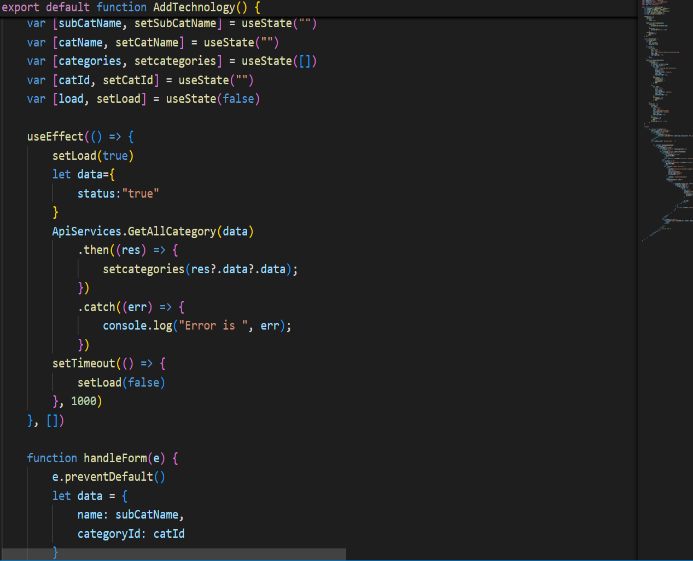 export default function AddTechnology() {
    var [subCatName, setSubCatName] = useState("")
    var [catName, setCatName] = useState("")
    var [categories, setcategories] = useState([])
    var [catId, setCatId] = useState("")
    var [load, setLoad] = useState(false)

    useEffect(() => {
        setLoad(true)
        let data={
            status:"true"
        }
        ApiServices.GetAllCategory(data)
            .then((res) => {
                setcategories(res?.data?.data);
            })
            .catch((err) => {
                console.log("Error is ", err);
            })
        setTimeout(() => {
            setLoad(false)
        }, 1000)
    }, [])

    function handleForm(e) {
        e.preventDefault()
        let data = {
            name: subCatName,
            categoryId: catId
        }